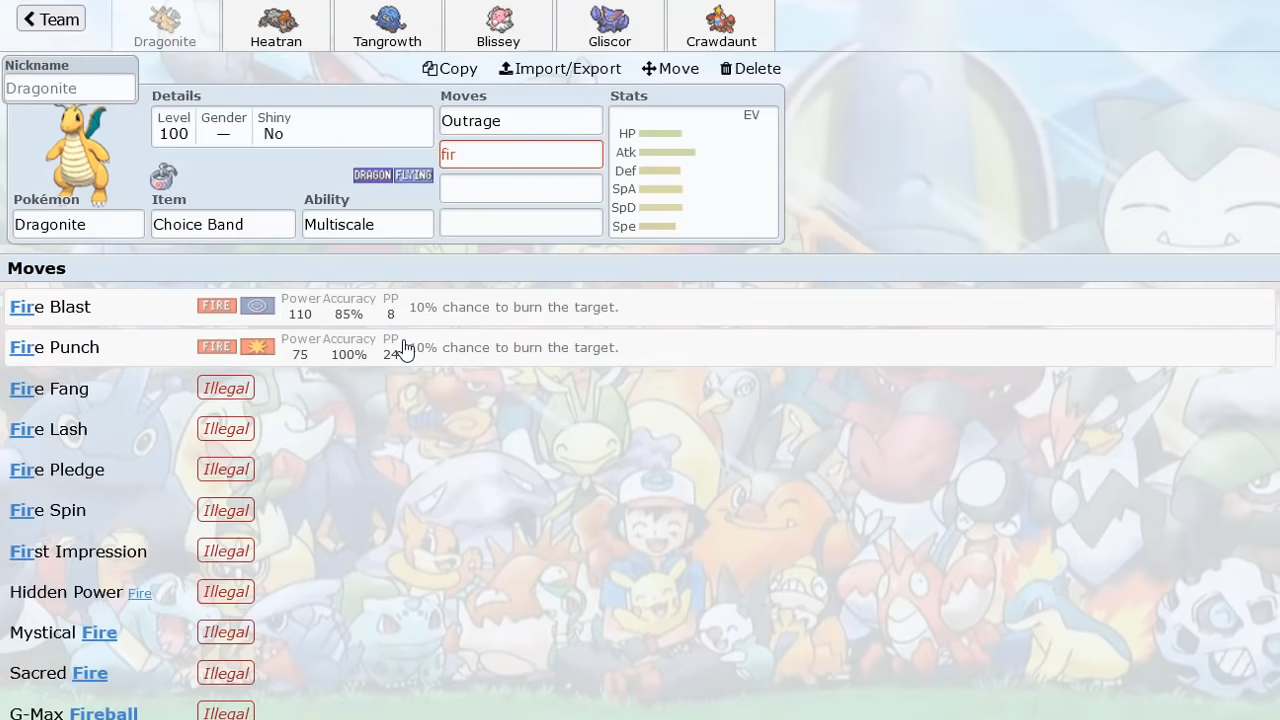 Team
Dragonite
Heatran
Tangrowth
Blissey
Gliscor
Crawdaunt
Nickname
Dragonite
Copy
Import/Export
Move
Delete
Details
Level
100
Gender
—
Shiny
No
DRAGON FLYING
Pokémon
Dragonite
Item
Choice Band
Ability
Multiscale
Moves
Outrage
fir
Stats
EV
HP
Atk
Def
SpA
SpD
Spe
Moves
Fire Blast FIRE Power 110 Accuracy 85% PP 8 10% chance to burn the target.
Fire Punch FIRE Power 75 Accuracy 100% PP 24 10% chance to burn the target.
Fire Fang Illegal
Fire Lash Illegal
Fire Pledge Illegal
Fire Spin Illegal
First Impression Illegal
Hidden Power Fire Illegal
Mystical Fire Illegal
Sacred Fire Illegal
G-Max Fireball Illegal